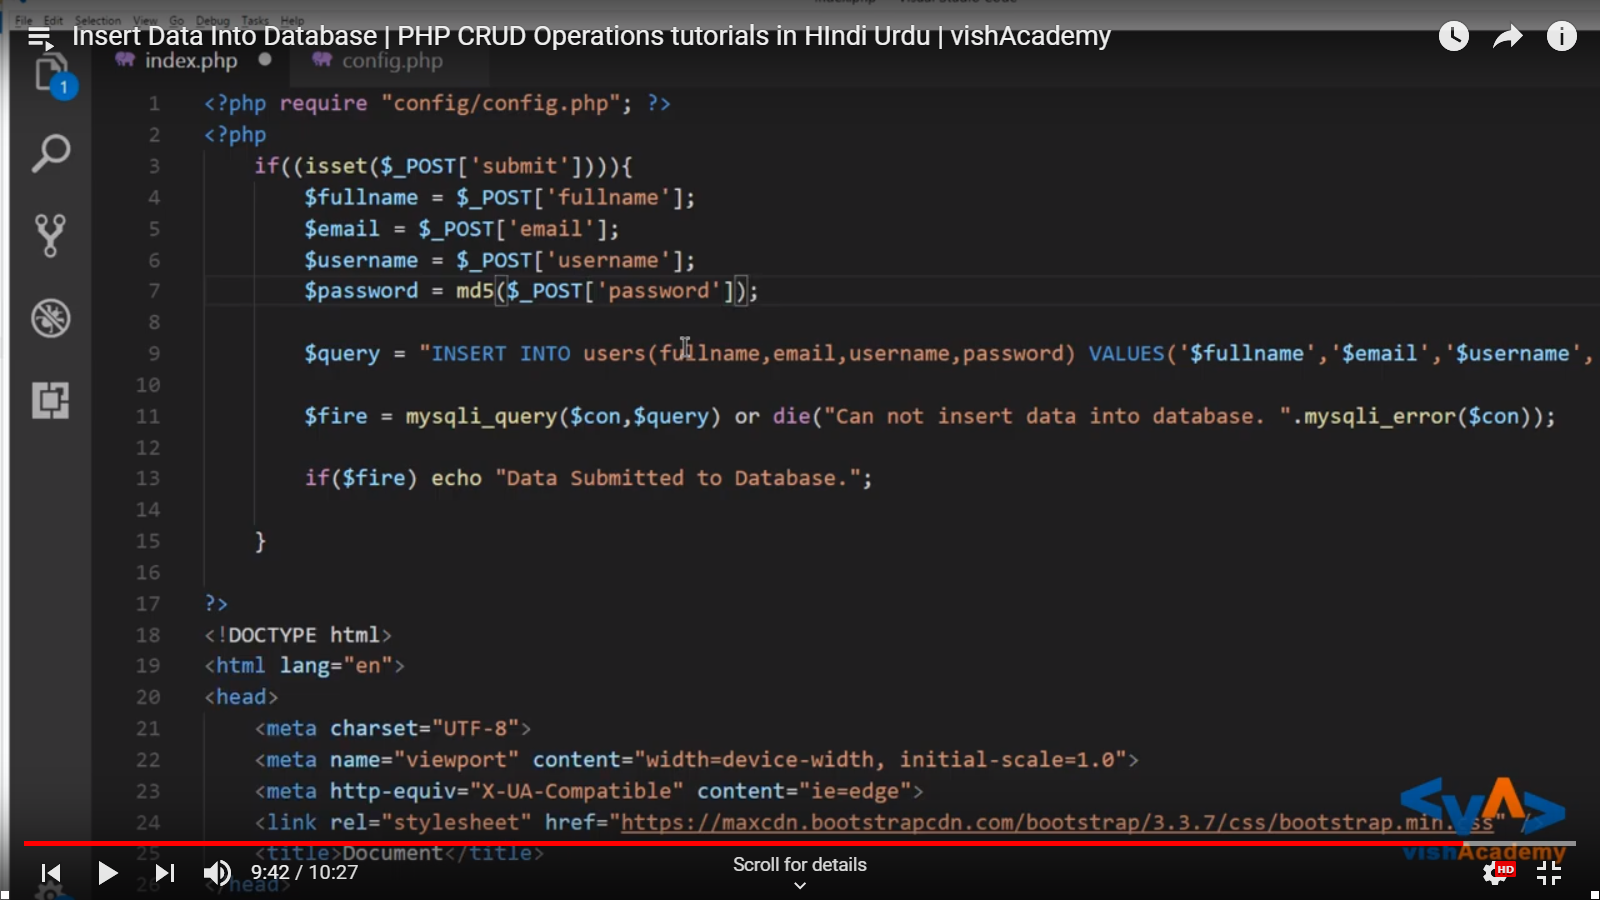 index.php - Visual Studio Code
File Edit Selection View Go Debug Tasks Help
Insert Data Into Database | PHP CRUD Operations tutorials in HIndi Urdu | vishAcademy
index.php config.php
1
1 <?php require "config/config.php"; ?>
2 <?php
3 if((isset($_POST['submit']))){
4 $fullname = $_POST['fullname'];
5 $email = $_POST['email'];
6 $username = $_POST['username'];
7 $password = md5($_POST['password']);
8
9 $query = "INSERT INTO users(fullname,email,username,password) VALUES('$fullname','$email','$username',
10
11 $fire = mysqli_query($con,$query) or die("Can not insert data into database. ".mysqli_error($con));
12
13 if($fire) echo "Data Submitted to Database.";
14
15 }
16
17 ?>
18 <!DOCTYPE html>
19 <html lang="en">
20 <head>
21 <meta charset="UTF-8">
22 <meta name="viewport" content="width=device-width, initial-scale=1.0">
23 <meta http-equiv="X-UA-Compatible" content="ie=edge">
24 <link rel="stylesheet" href="https://maxcdn.bootstrapcdn.com/bootstrap/3.3.7/css/bootstrap.min.css" /
25 <title>Document</title>
vishAcademy
9:42 / 10:27
Scroll for details
HD
26 </head>